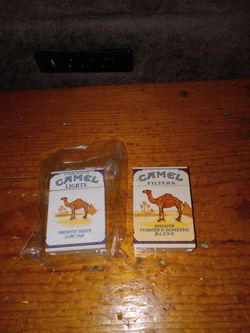 CAMEL
LIGHTS
SMOOTH TASTE
LOW TAR
CAMEL
FILTERS
SMOOTH
TURKISH & DOMESTIC
BLEND